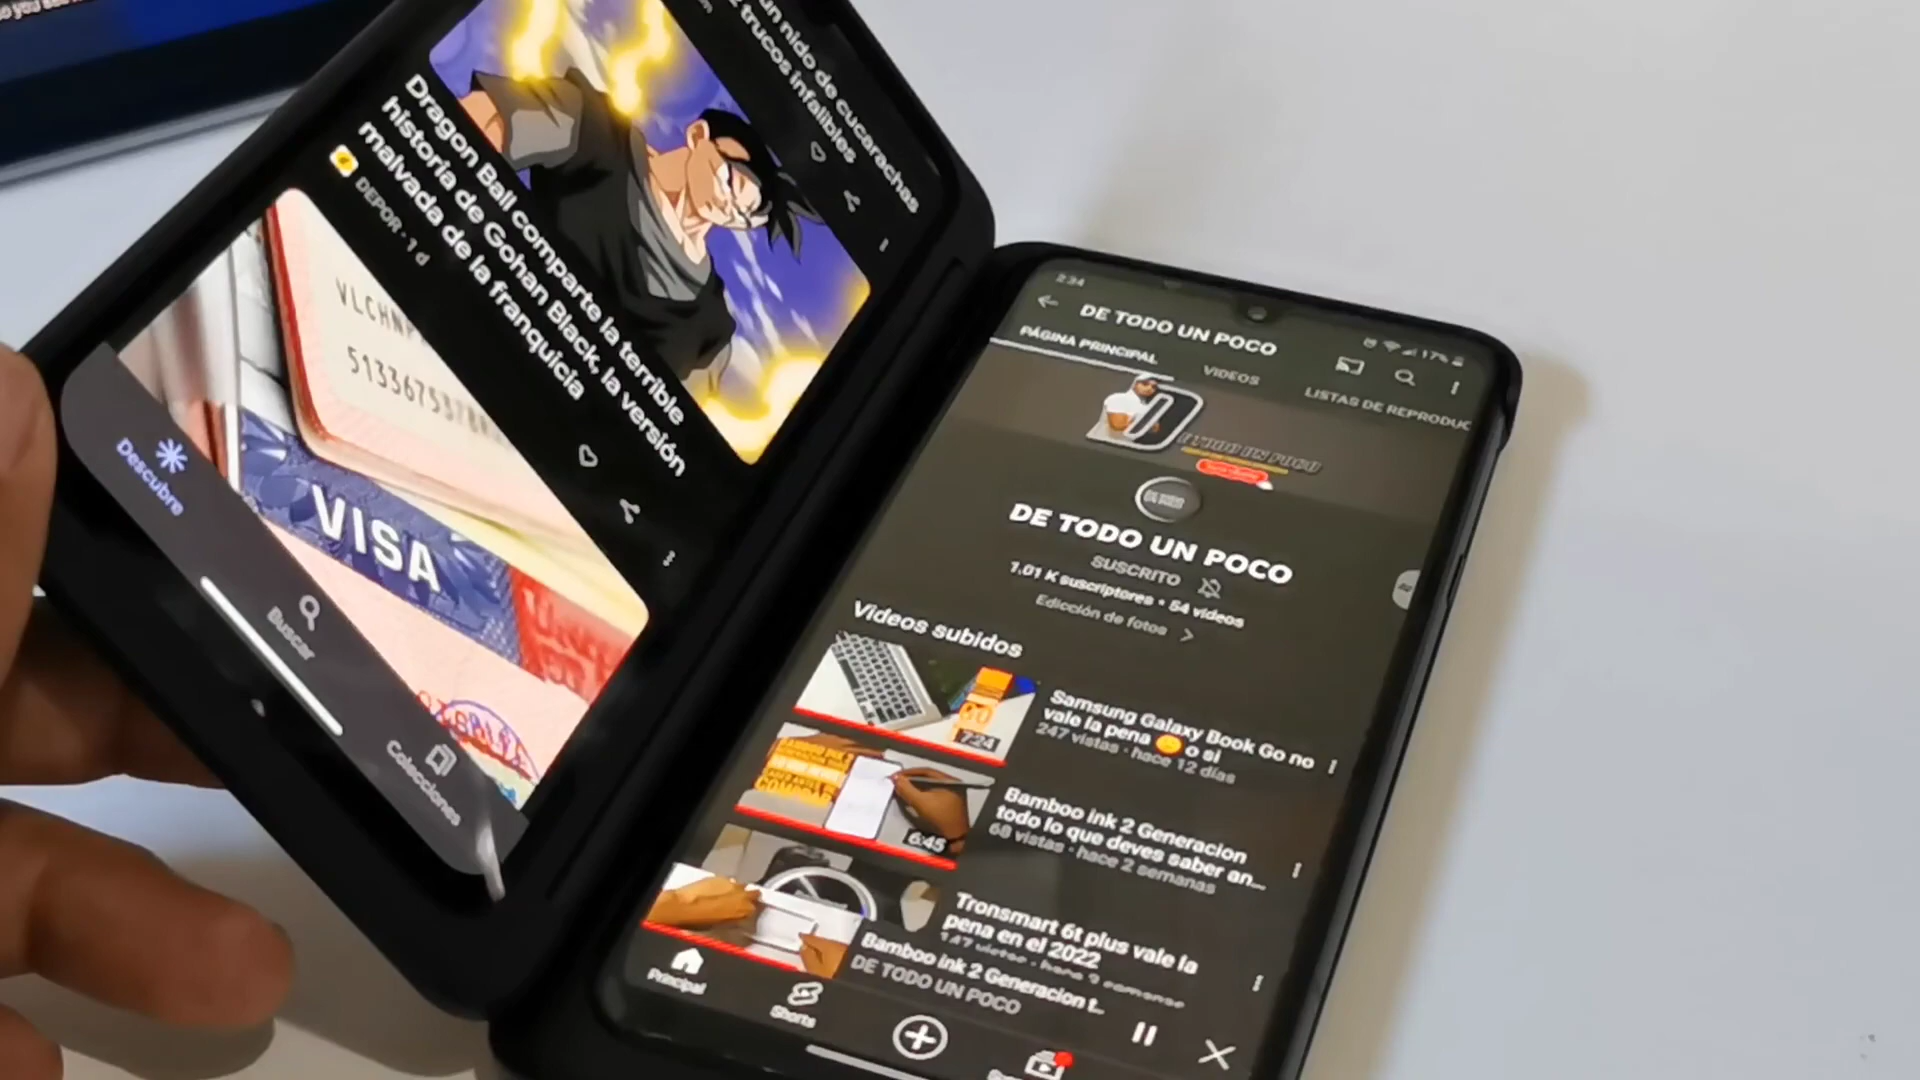 un nido de cucarachas
trucos infalibles
Dragon Ball comparte la terrible
historia de Gohan Black, la versión
malvada de la franquicia
DEPOR · 1 d
VISA
Descubre
Buscar
Colecciones
2:34
17%
DE TODO UN POCO
PÁGINA PRINCIPAL
VIDEOS
LISTAS DE REPRODUC
DE TODO UN POCO
SUSCRITO
1.01 K suscriptores • 54 videos
Edición de fotos
Videos subidos
Samsung Galaxy Book Go no
vale la pena 😕 o si
247 vistas · hace 12 días
7:24
Bamboo ink 2 Generacion
todo lo que deves saber an...
68 vistas · hace 2 semanas
6:45
Tronsmart 6t plus vale la
pena en el 2022
Bamboo ink 2 Generacion t...
DE TODO UN POCO
Principal
Shorts